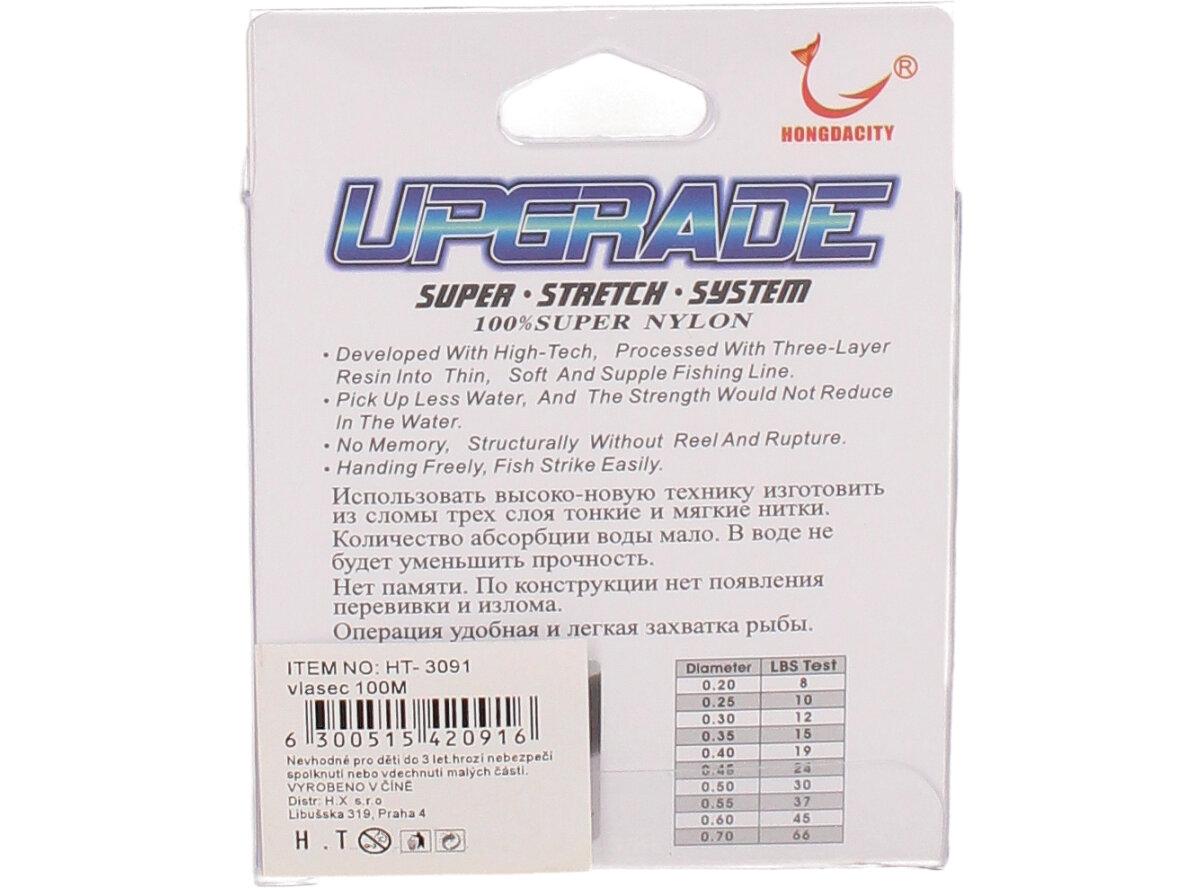 ®
HONGDACITY
UPGRADE
SUPER · STRETCH · SYSTEM
100% SUPER NYLON
• Developed With High-Tech, Processed With Three-Layer
Resin Into Thin, Soft And Supple Fishing Line.
• Pick Up Less Water, And The Strength Would Not Reduce
In The Water.
• No Memory, Structurally Without Reel And Rupture.
• Handing Freely, Fish Strike Easily.
Использовать высоко-новую технику изготовить
из сломы трех слоя тонкие и мягкие нитки.
Количество абсорбции воды мало. В воде не
будет уменьшить прочность.
Нет памяти. По конструкции нет появления
перевивки и излома.
Операция удобная и легкая захватка рыбы.
ITEM NO: HT- 3091
vlasec 100M
6 300515 420916
Nevhodné pro děti do 3 let.hrozí nebezpečí
spolknutí nebo vdechnutí malých částí.
VYROBENO V ČÍNĚ
Distr: H.X s.r.o
Libušska 319, Praha 4
H . T
Diameter LBS Test
0.20 8
0.25 10
0.30 12
0.35 15
0.40 19
0.45 24
0.50 30
0.55 37
0.60 45
0.70 66